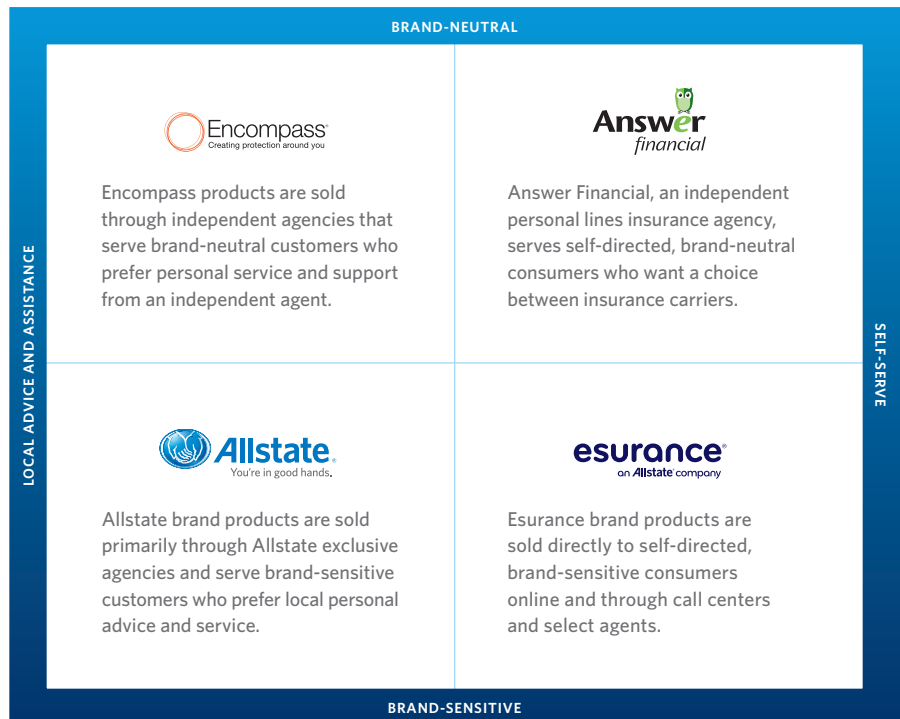 BRAND-NEUTRAL
LOCAL ADVICE AND ASSISTANCE
Encompass®
Creating protection around you
Encompass products are sold
through independent agencies that
serve brand-neutral customers who
prefer personal service and support
from an independent agent.
Answer
financial
Answer Financial, an independent
personal lines insurance agency,
serves self-directed, brand-neutral
consumers who want a choice
between insurance carriers.
SELF-SERVE
Allstate®
You're in good hands.
Allstate brand products are sold
primarily through Allstate exclusive
agencies and serve brand-sensitive
customers who prefer local personal
advice and service.
esurance®
an Allstate company
Esurance brand products are
sold directly to self-directed,
brand-sensitive consumers
online and through call centers
and select agents.
BRAND-SENSITIVE